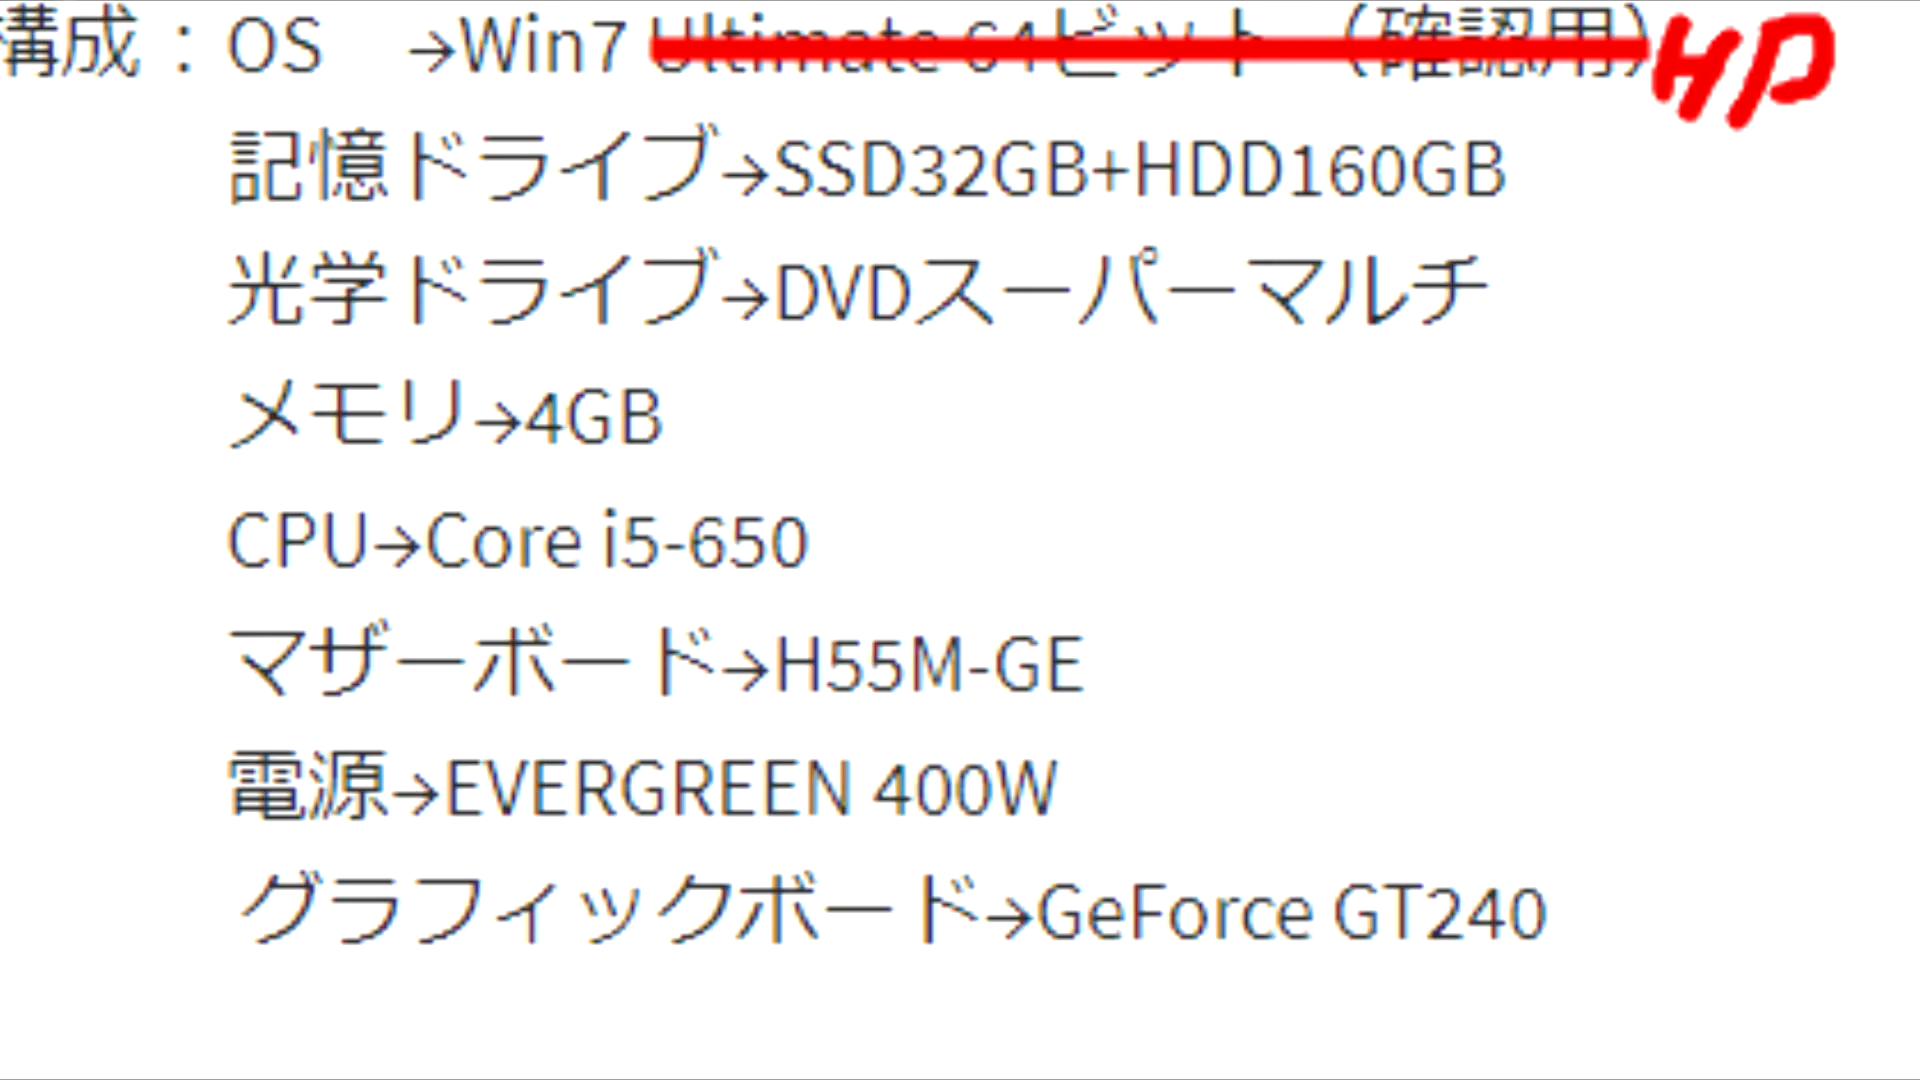 構成：OS　→Win7 Ultimate 64ビット（確認用）HP
記憶ドライブ→SSD32GB+HDD160GB
光学ドライブ→DVDスーパーマルチ
メモリ→4GB
CPU→Core i5-650
マザーボード→H55M-GE
電源→EVERGREEN 400W
グラフィックボード→GeForce GT240